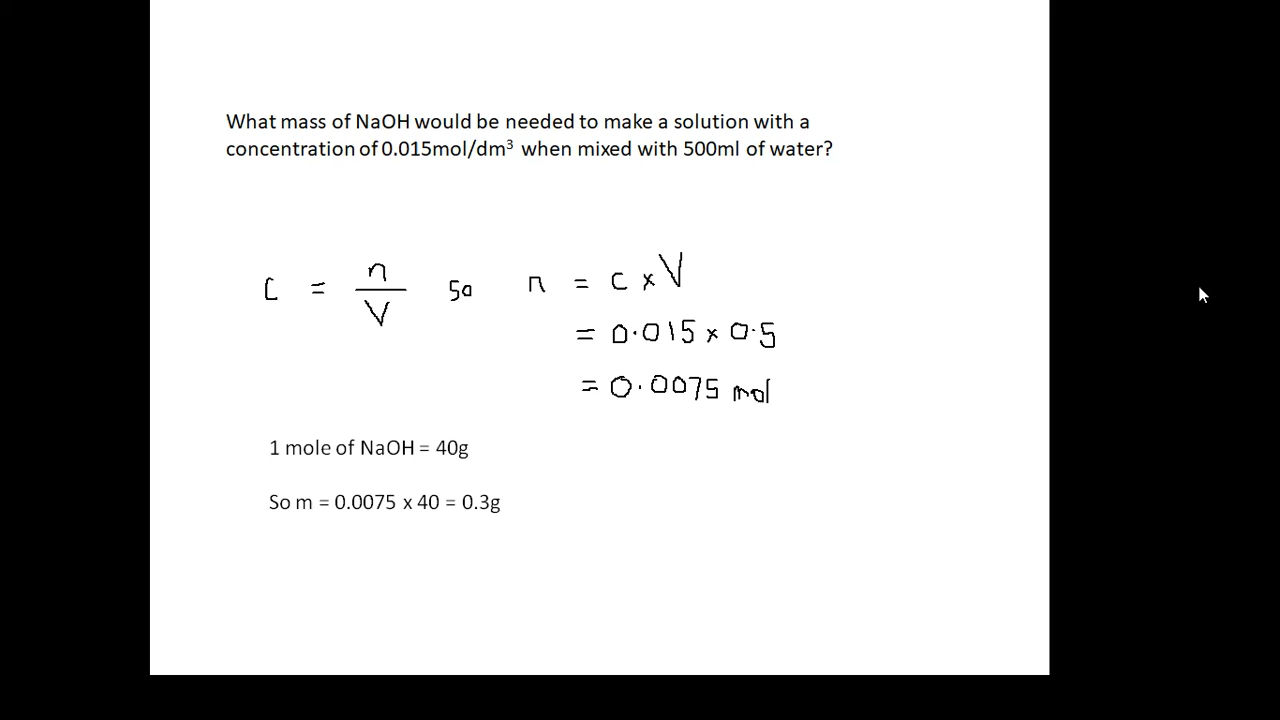 What mass of NaOH would be needed to make a solution with a
concentration of 0.015mol/dm³ when mixed with 500ml of water?
C = n/V so n = c x V
= 0.015 x 0.5
= 0.0075 mol
1 mole of NaOH = 40g
So m = 0.0075 x 40 = 0.3g